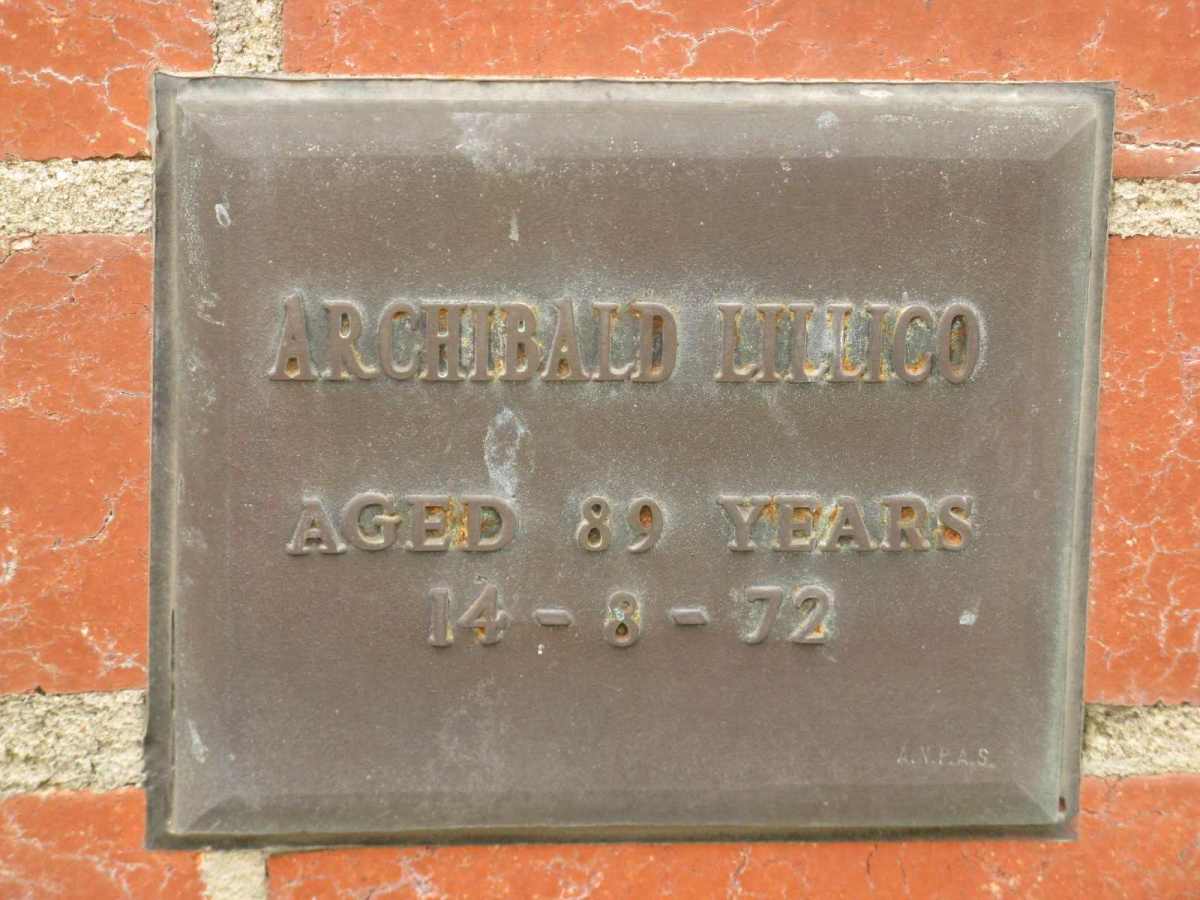 ARCHIBALD LILLICO
AGED 89 YEARS
14 - 8 - 72
A.N.P.A.S.